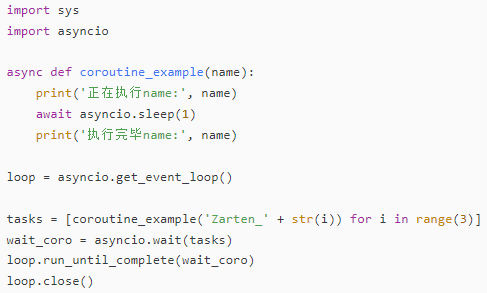 import sys
import asyncio
async def coroutine_example(name):
    print('正在执行name:', name)
    await asyncio.sleep(1)
    print('执行完毕name:', name)
loop = asyncio.get_event_loop()
tasks = [coroutine_example('Zarten_' + str(i)) for i in range(3)]
wait_coro = asyncio.wait(tasks)
loop.run_until_complete(wait_coro)
loop.close()